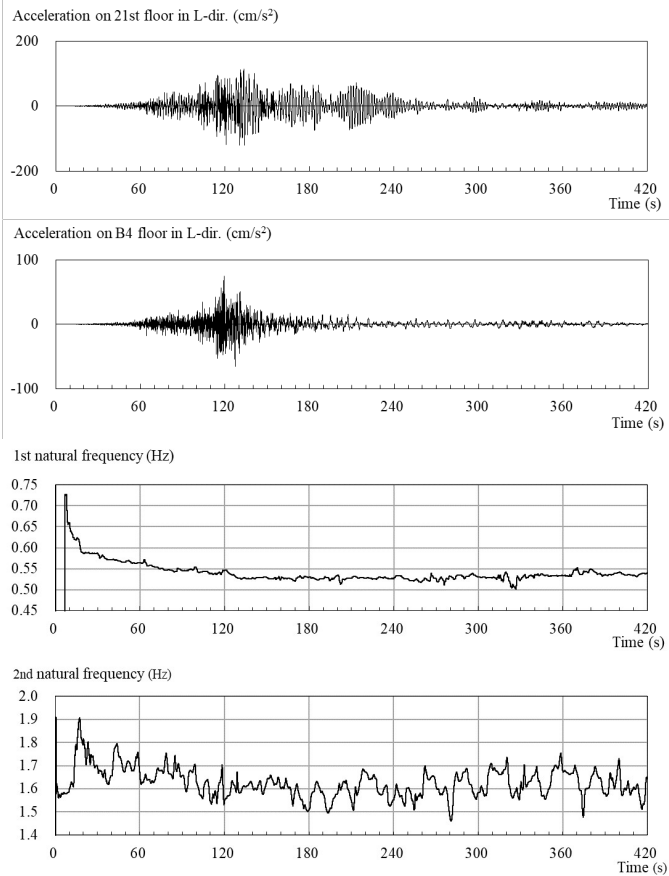 Acceleration on 21st floor in L-dir. (cm/s²)
200
0
-200
0 60 120 180 240 300 360 420
Time (s)
Acceleration on B4 floor in L-dir. (cm/s²)
100
0
-100
0 60 120 180 240 300 360 420
Time (s)
1st natural frequency (Hz)
0.75
0.70
0.65
0.60
0.55
0.50
0.45
0 60 120 180 240 300 360 420
Time (s)
2nd natural frequency (Hz)
2.0
1.9
1.8
1.7
1.6
1.5
1.4
0 60 120 180 240 300 360 420
Time (s)